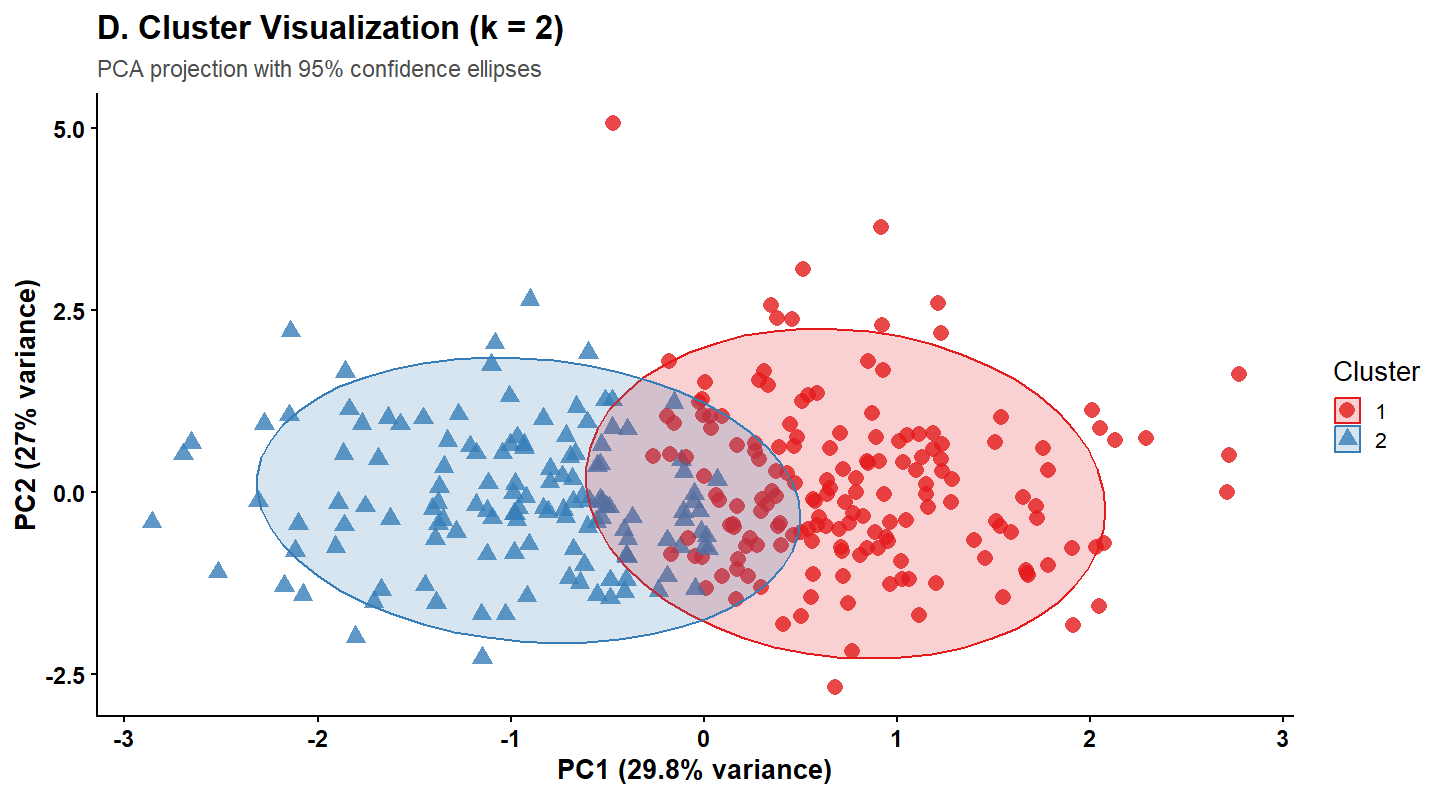 D. Cluster Visualization (k = 2)
PCA projection with 95% confidence ellipses
PC2 (27% variance)
5.0
2.5
0.0
-2.5
-3
-2
-1
0
1
2
3
PC1 (29.8% variance)
Cluster
1
2